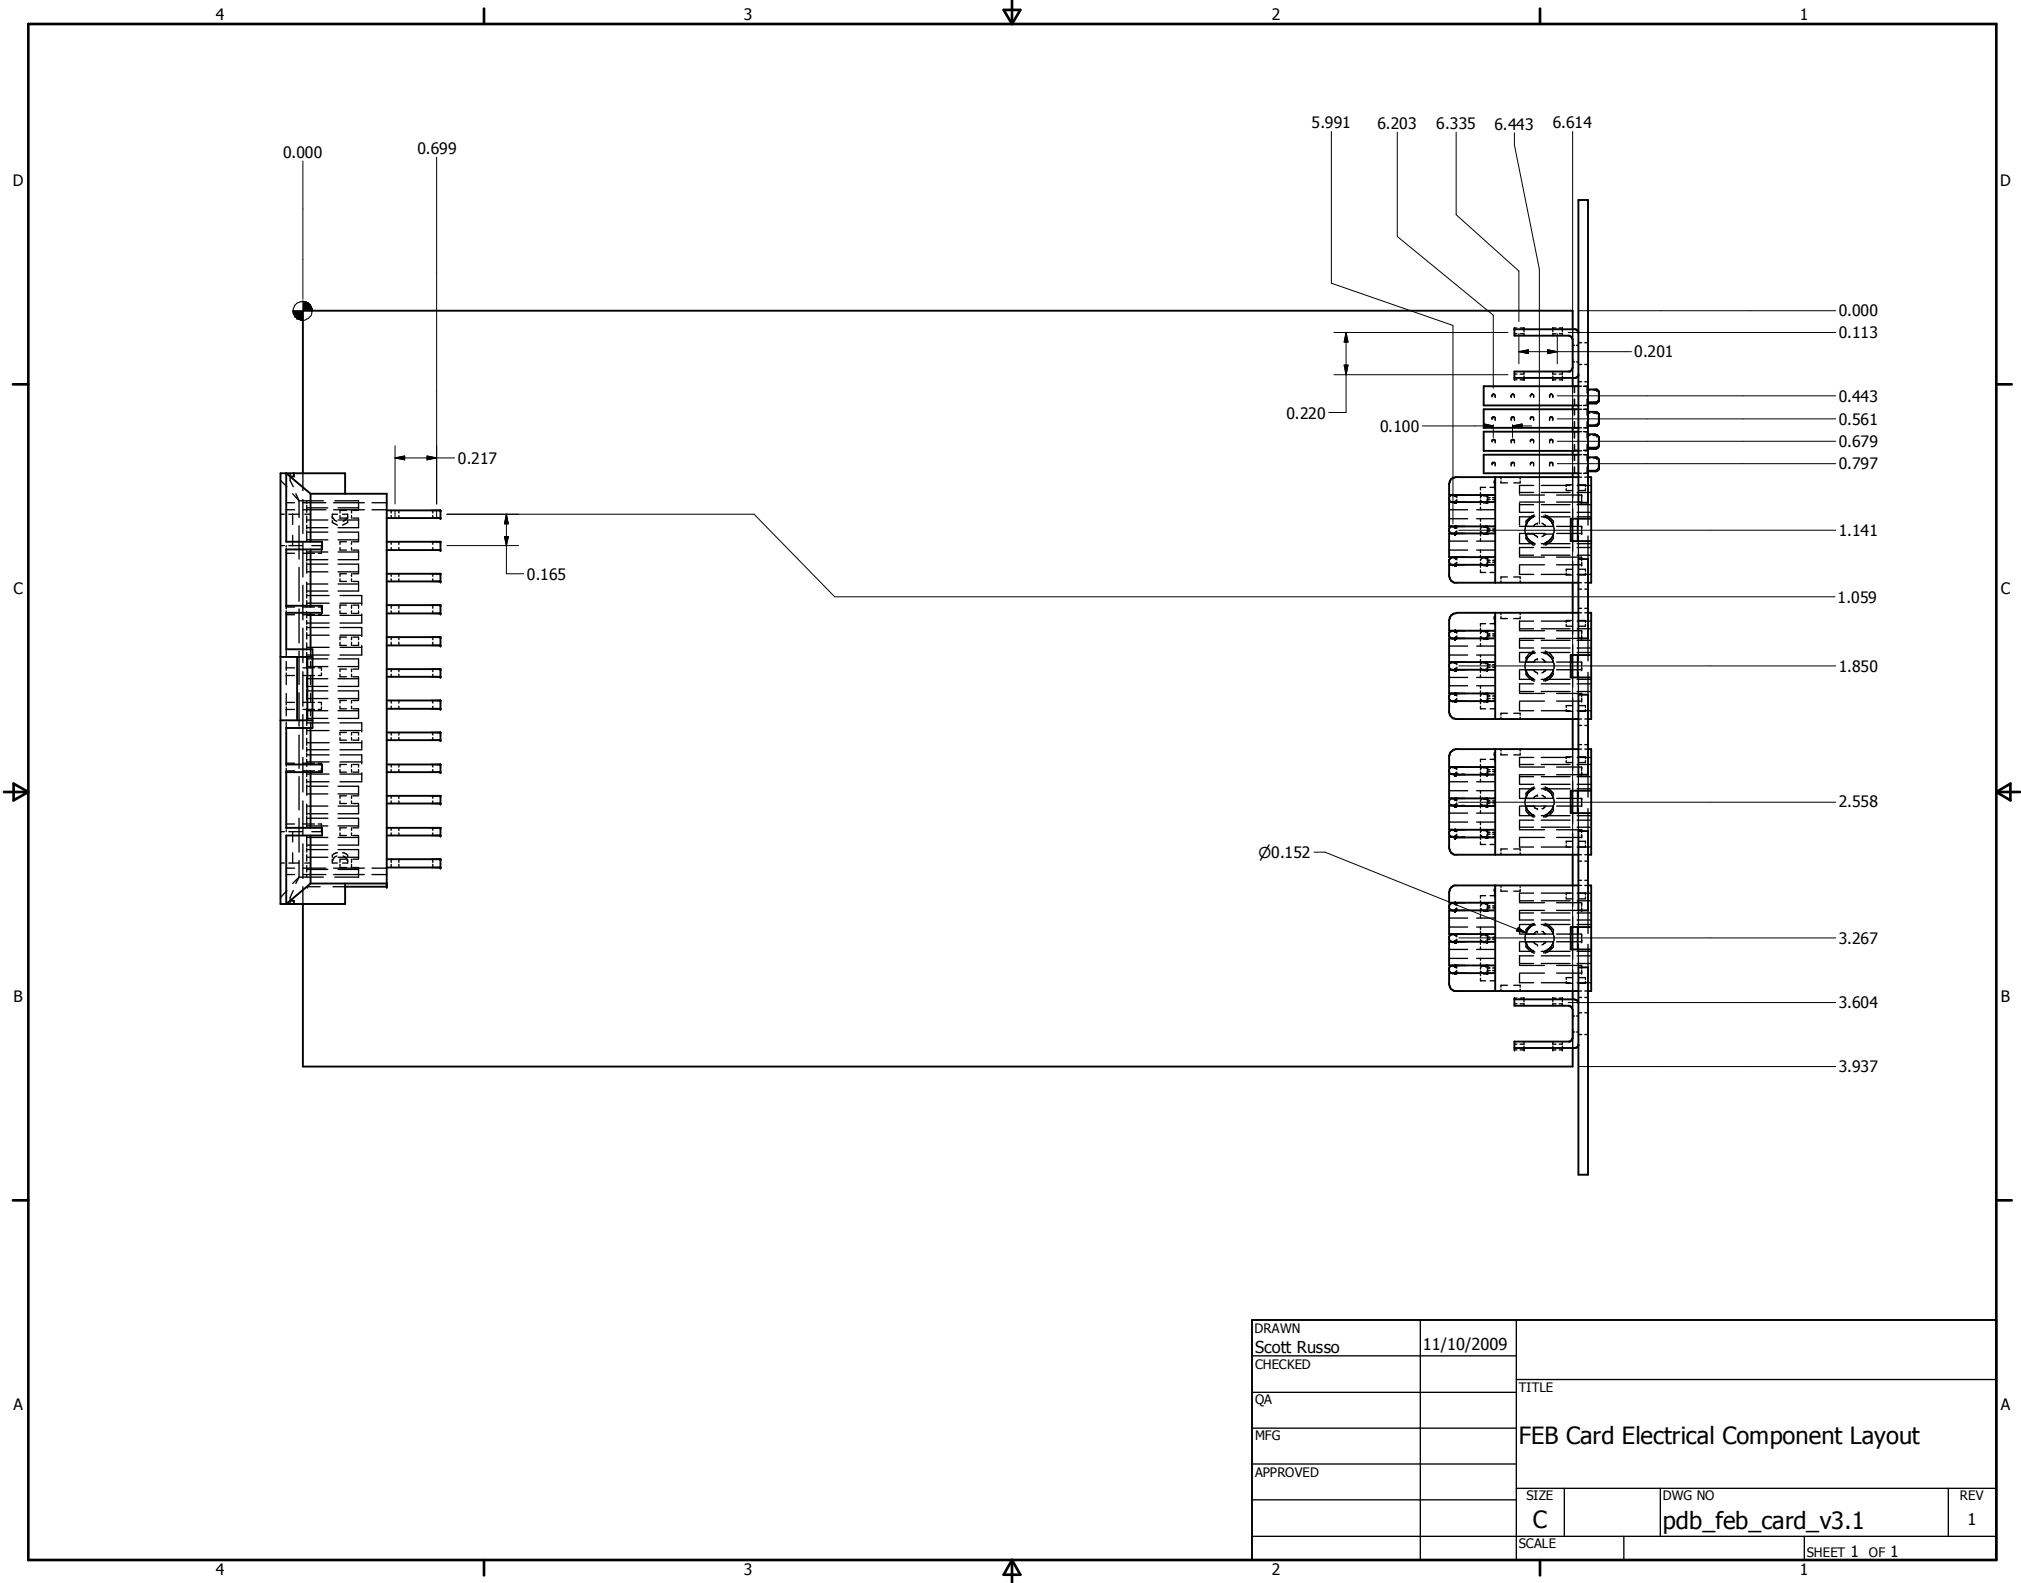 4 3 2 1
5.991 6.203 6.335 6.443 6.614
0.000 0.699
D D
0.000
0.113
0.201
0.443
0.220
0.100
0.561
0.679
0.217
0.797
1.141
0.165
C C
1.059
1.850
2.558
Ø0.152
3.267
B B
3.604
3.937
DRAWN
Scott Russo 11/10/2009
CHECKED
TITLE
QA
A A
MFG
FEB Card Electrical Component Layout
APPROVED
SIZE DWG NO REV
C pdb_feb_card_v3.1 1
SCALE
SHEET 1 OF 1
4 3 2 1